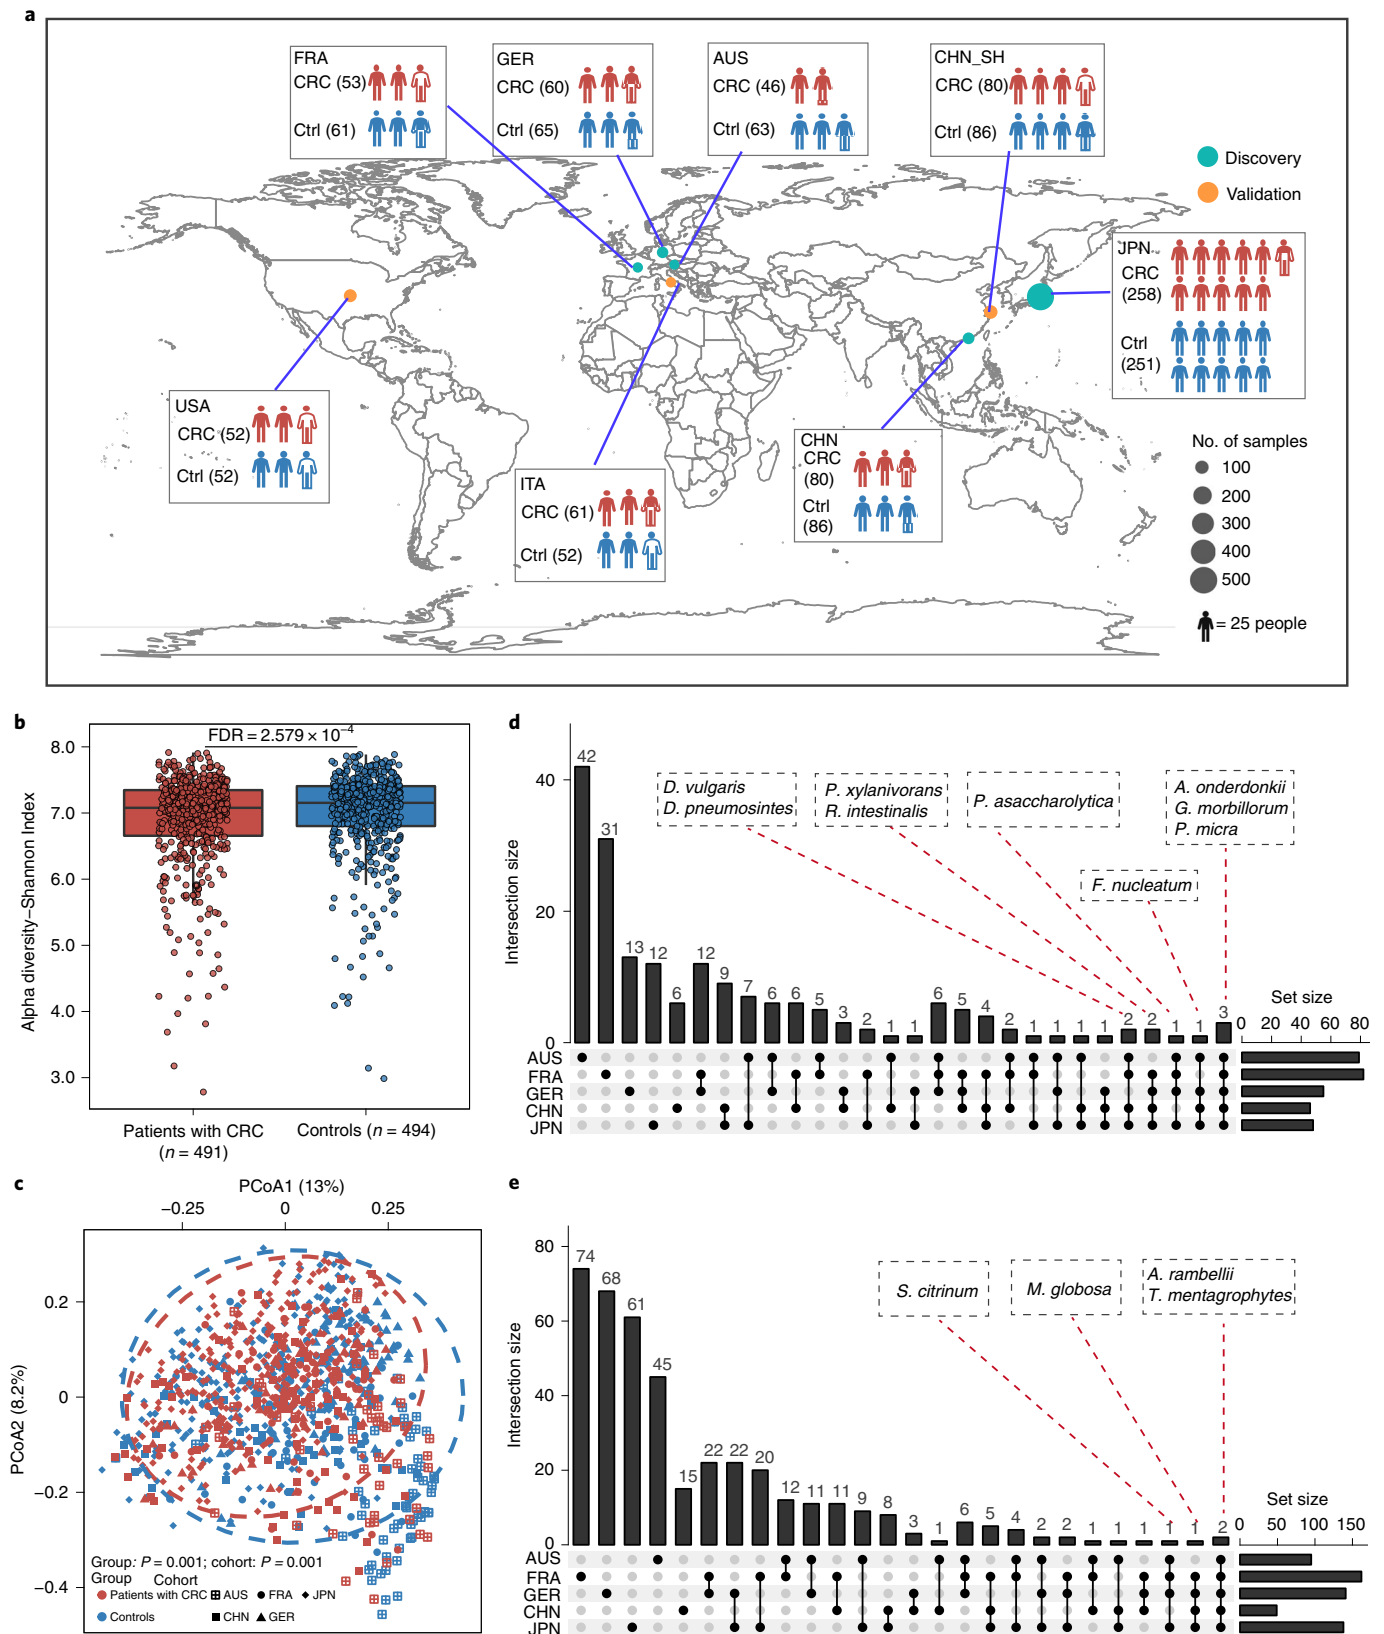 a
FRA
CRC (53)
Ctrl (61)
GER
CRC (60)
Ctrl (65)
AUS
CRC (46)
Ctrl (63)
CHN_SH
CRC (80)
Ctrl (86)
Discovery
Validation
JPN
CRC
(258)
Ctrl
(251)
USA
CRC (52)
Ctrl (52)
ITA
CRC (61)
Ctrl (52)
CHN
CRC
(80)
Ctrl
(86)
No. of samples
100
200
300
400
500
= 25 people
b
FDR = 2.579 × 10⁻⁴
Alpha diversity–Shannon Index
8.0
7.0
6.0
5.0
4.0
3.0
Patients with CRC
(n = 491)
Controls (n = 494)
c
PCoA1 (13%)
−0.25 0 0.25
PCoA2 (8.2%)
0.2
0
−0.2
−0.4
Group: P = 0.001; cohort: P = 0.001
Group Cohort
Patients with CRC AUS FRA JPN
Controls CHN GER
d
Intersection size
40
20
0
42 31 13 12 6 12 9 7 6 6 5 3 2 1 1 6 5 4 2 1 1 1 1 2 2 1 1 3
D. vulgaris
D. pneumosintes
P. xylanivorans
R. intestinalis
P. asaccharolytica
F. nucleatum
A. onderdonkii
G. morbillorum
P. micra
Set size
0 20 40 60 80
AUS
FRA
GER
CHN
JPN
e
Intersection size
80
60
40
20
0
74 68 61 45 15 22 22 20 12 11 11 9 8 3 1 6 5 4 2 2 1 1 1 1 1 2
S. citrinum
M. globosa
A. rambellii
T. mentagrophytes
Set size
0 50 100 150
AUS
FRA
GER
CHN
JPN